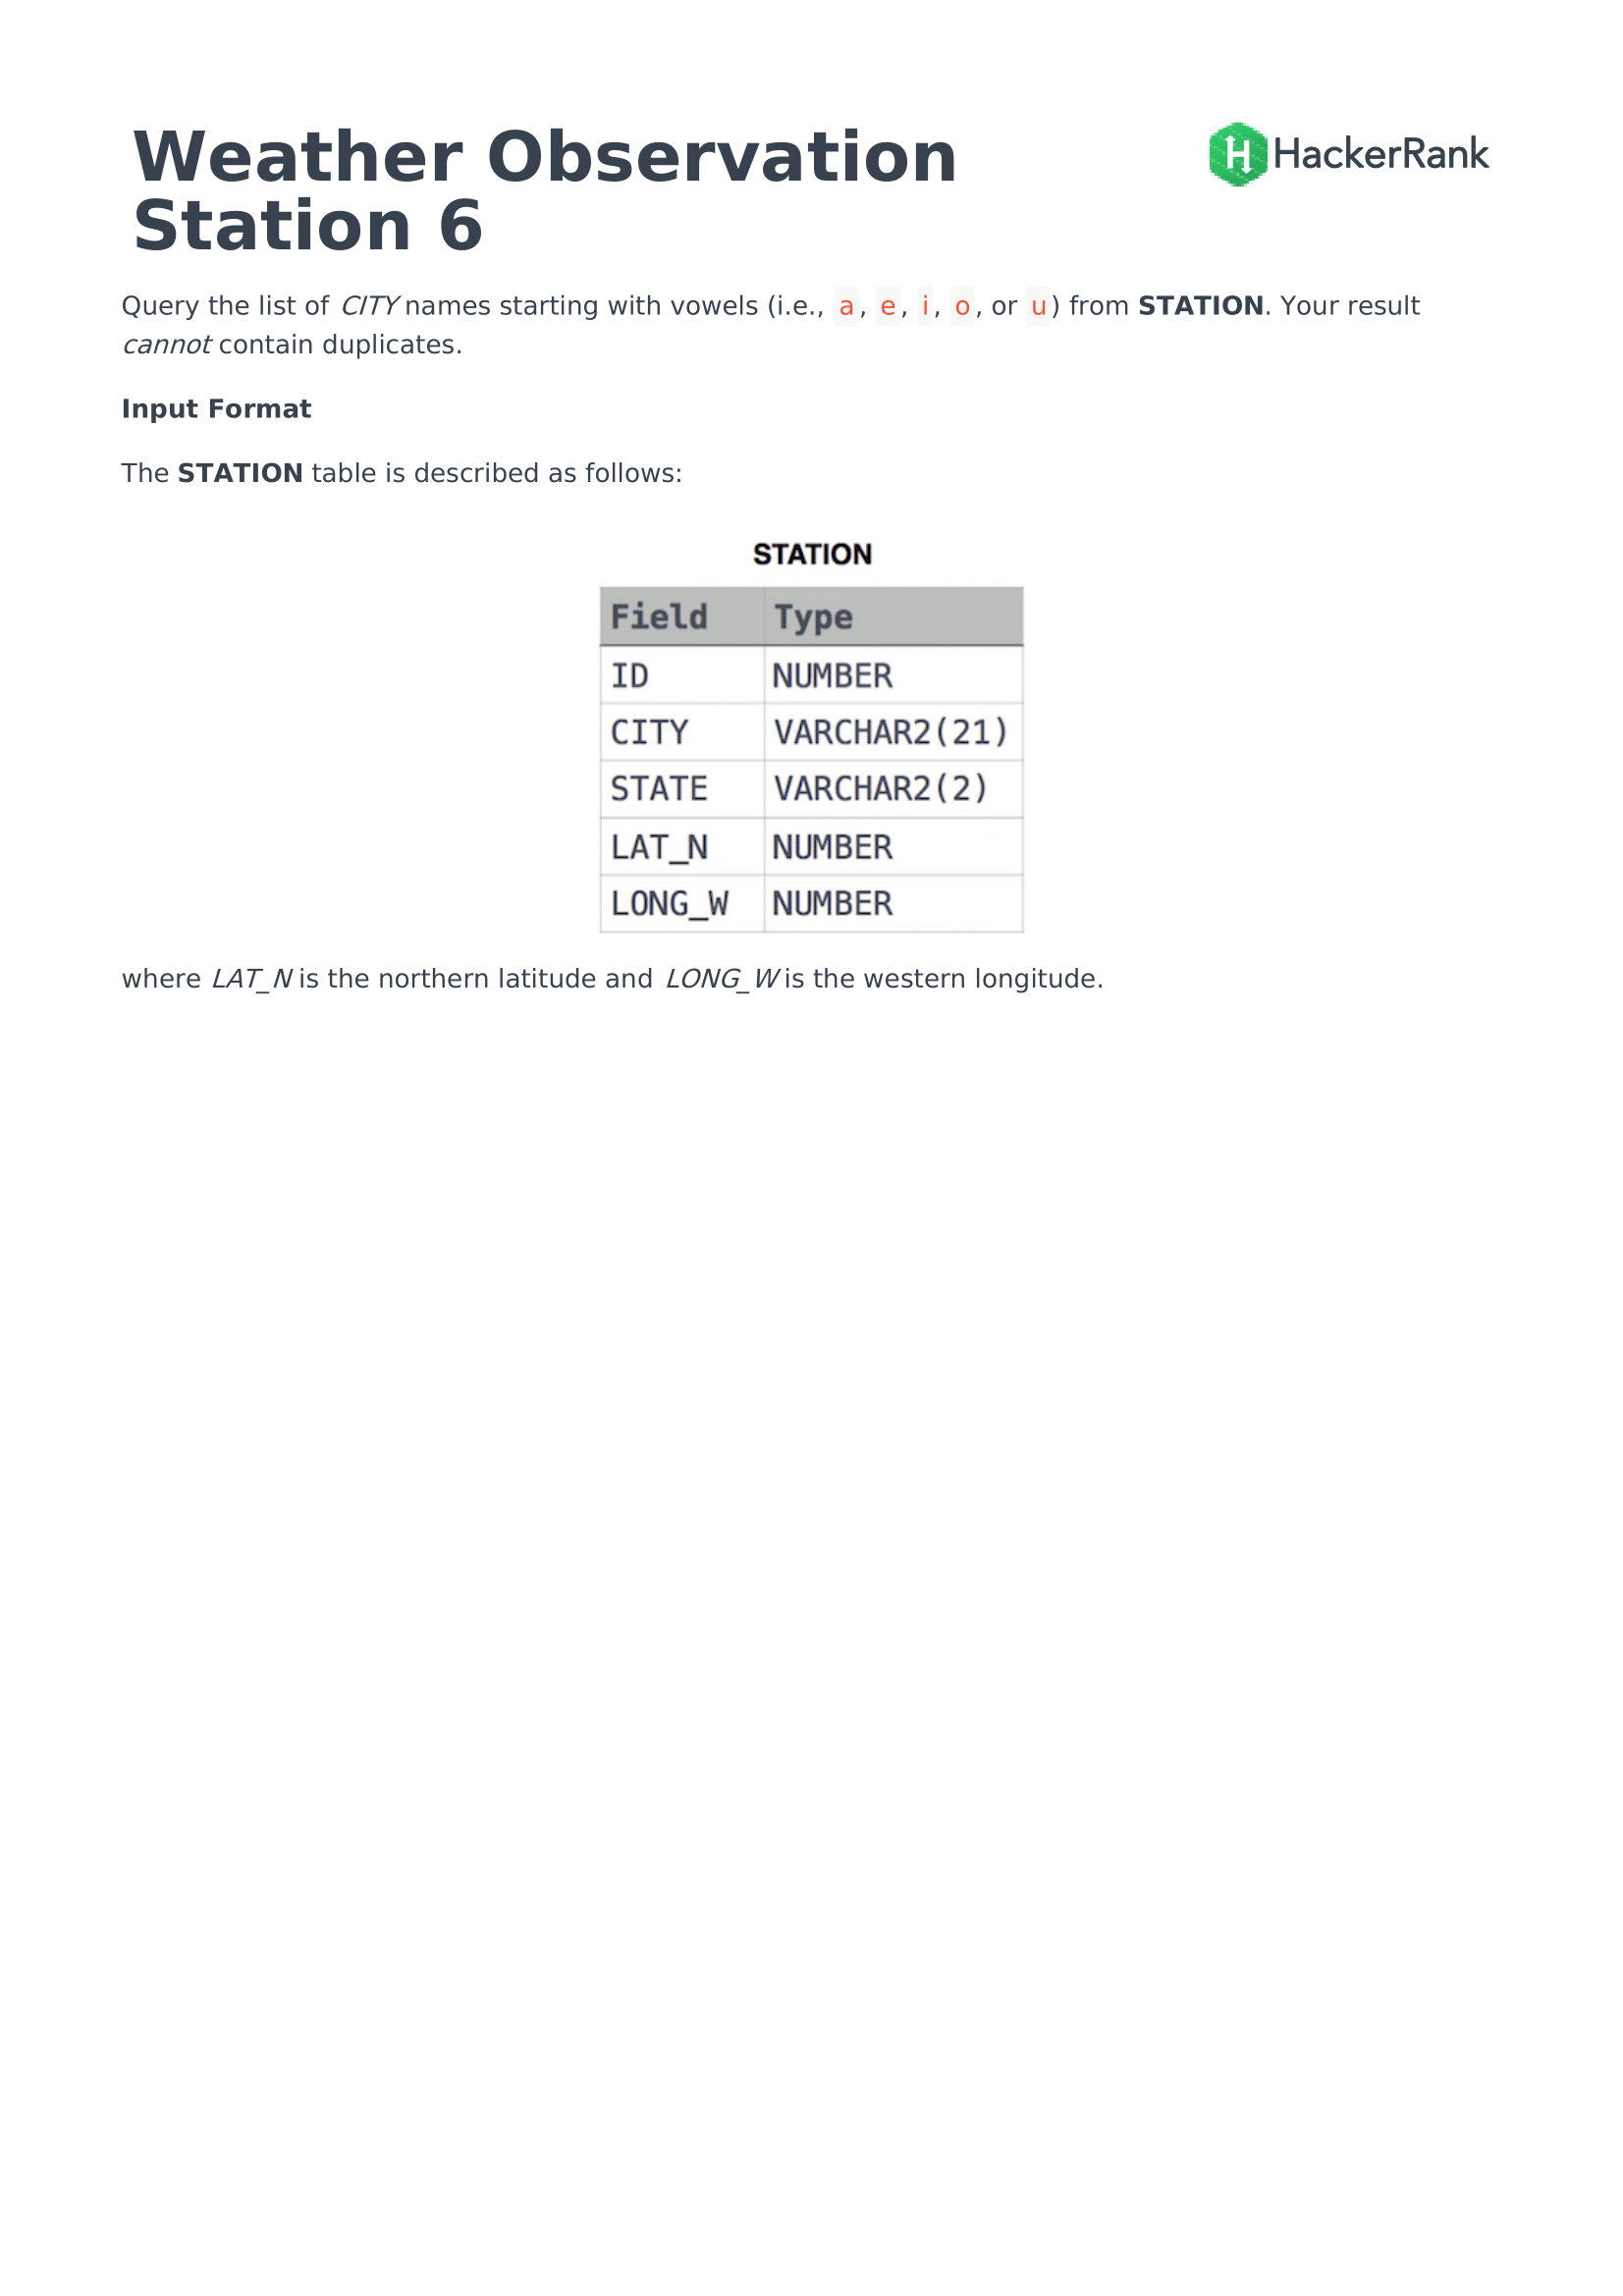 Weather Observation
Station 6
HackerRank
Query the list of CITY names starting with vowels (i.e., a, e, i, o, or u) from STATION. Your result
cannot contain duplicates.
Input Format
The STATION table is described as follows:
STATION
Field Type
ID NUMBER
CITY VARCHAR2(21)
STATE VARCHAR2(2)
LAT_N NUMBER
LONG_W NUMBER
where LAT_N is the northern latitude and LONG_W is the western longitude.